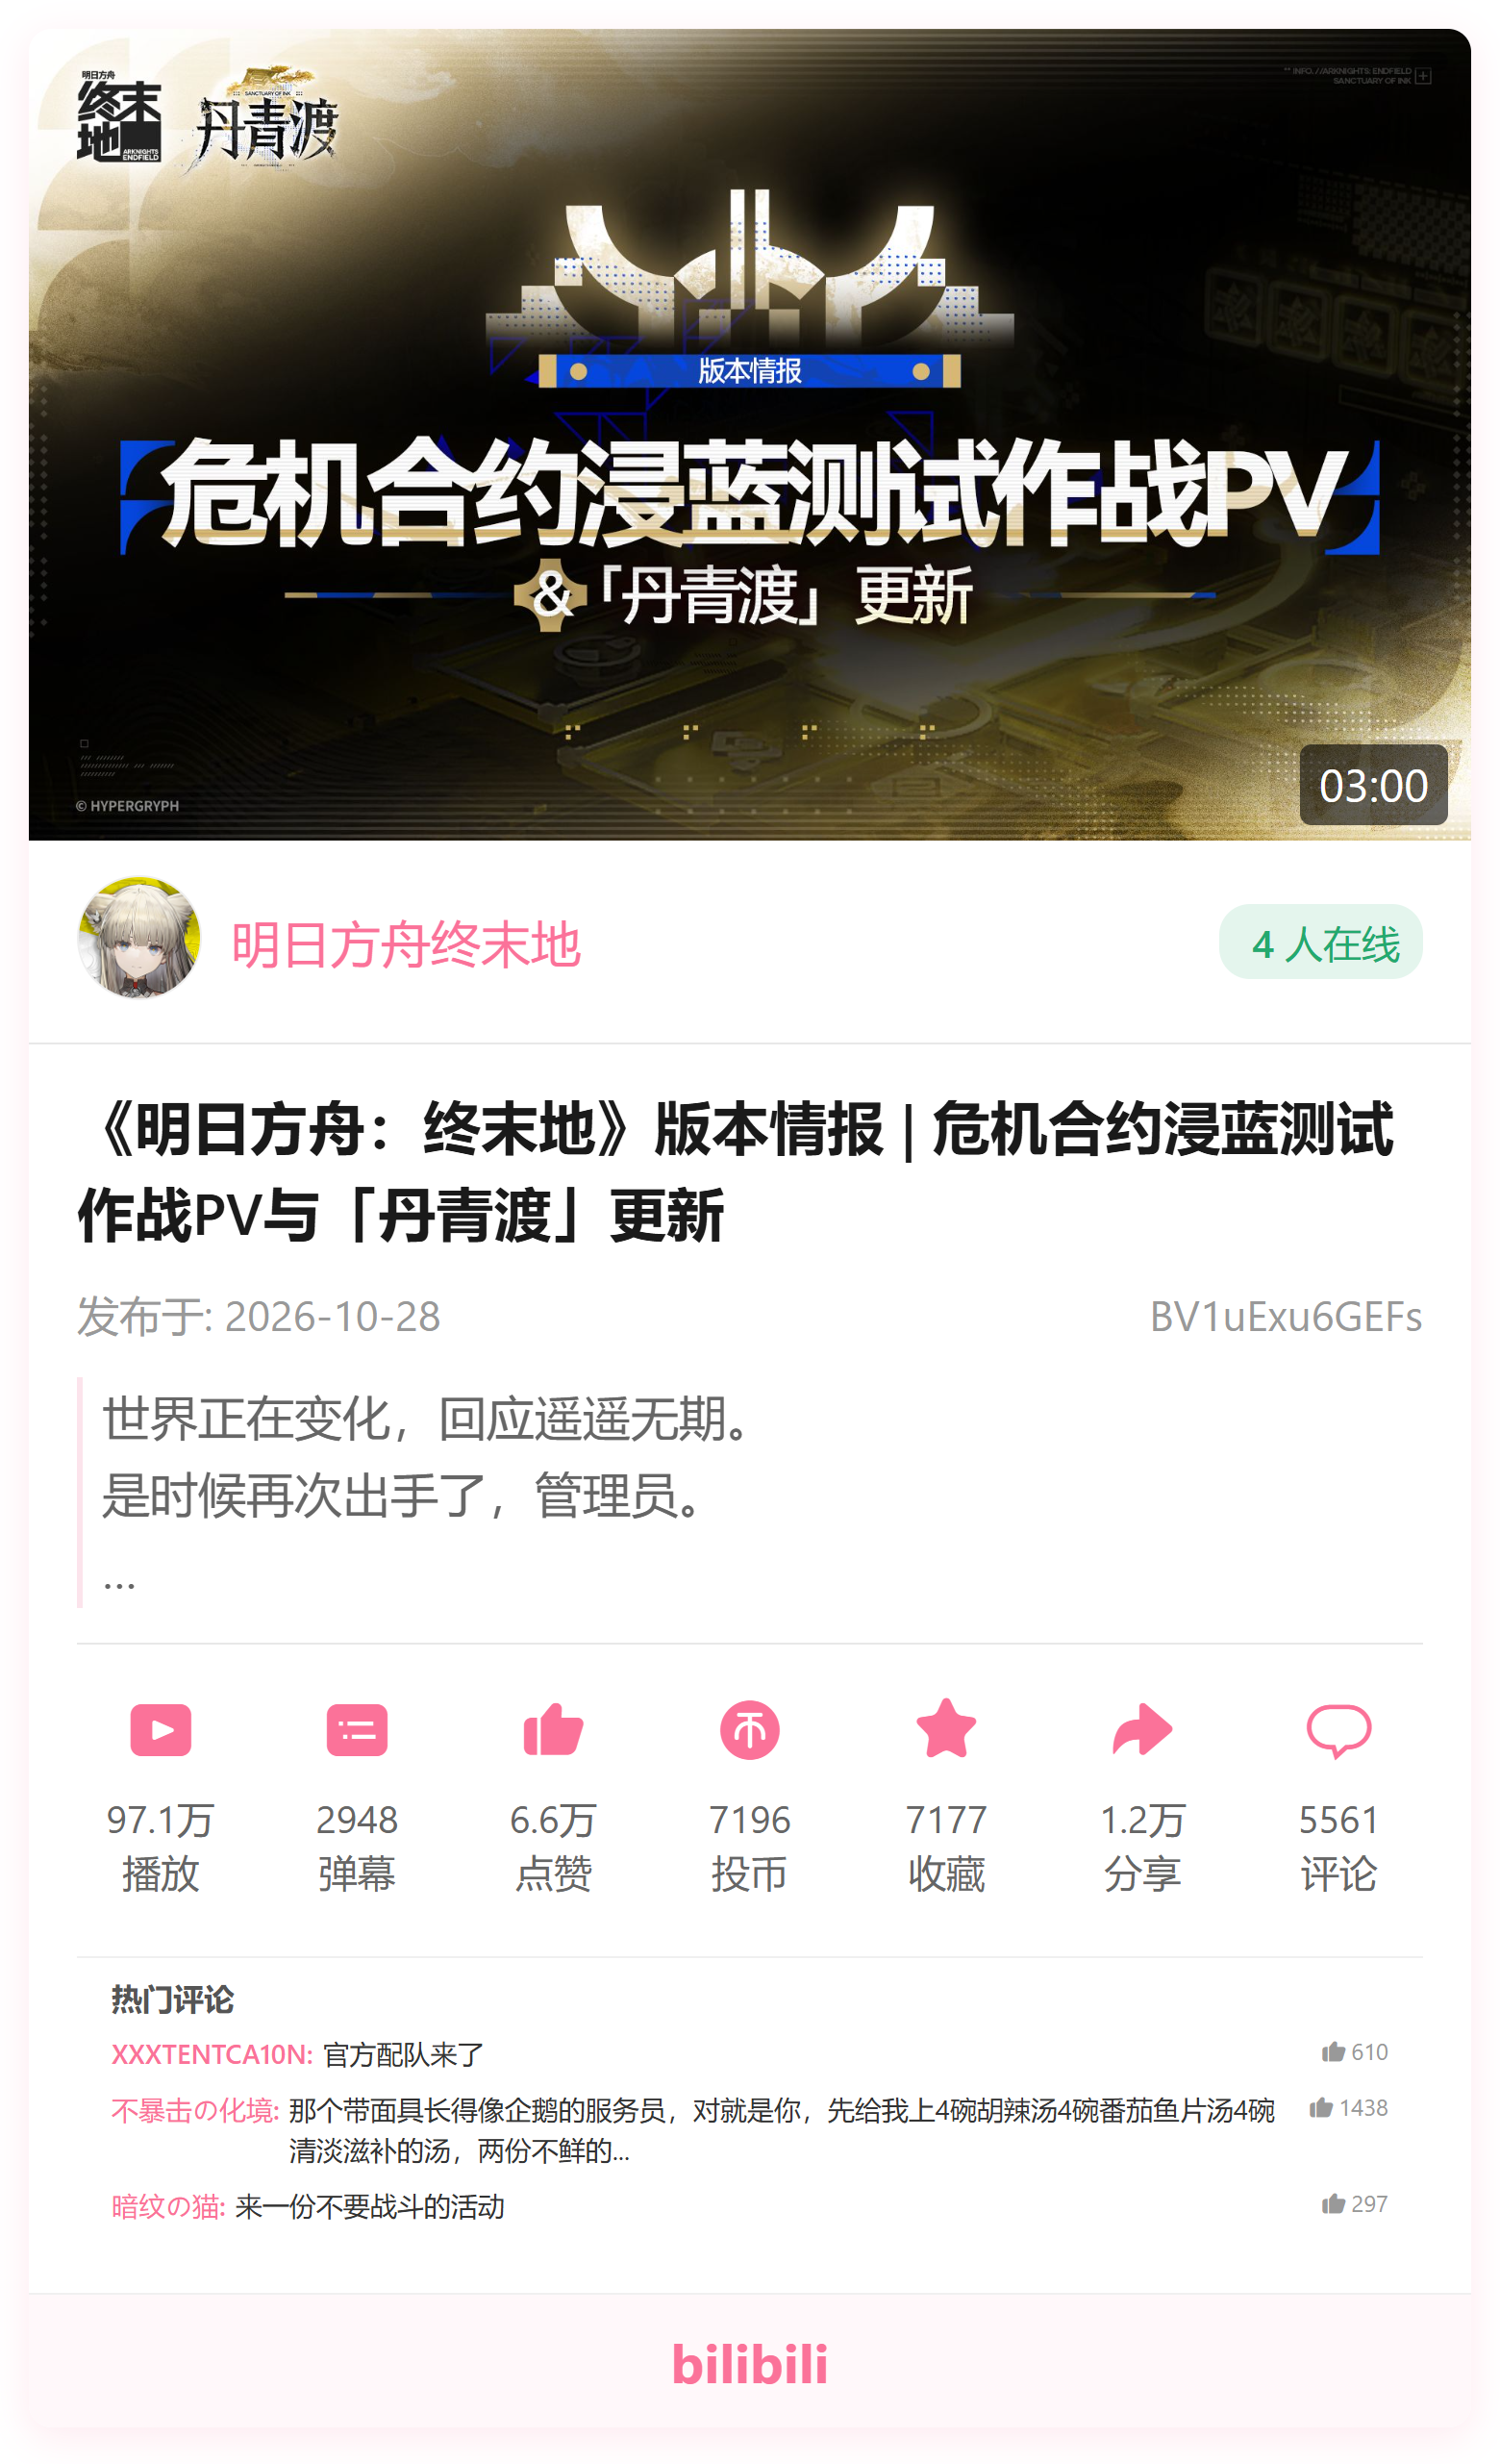 明日方舟
终末地
ARKNIGHTS
ENDFIELD
SANCTUARY OF INK
丹青渡
** INFO. //ARKNIGHTS: ENDFIELD
SANCTUARY OF INK
版本情报
危机合约浸蓝测试作战PV
&「丹青渡」更新
© HYPERGRYPH
03:00
明日方舟终末地
4 人在线
《明日方舟：终末地》版本情报 | 危机合约浸蓝测试
作战PV与「丹青渡」更新
发布于: 2026-10-28
BV1uExu6GEFs
世界正在变化，回应遥遥无期。
是时候再次出手了，管理员。
...
97.1万 2948 6.6万 7196 7177 1.2万 5561
播放 弹幕 点赞 投币 收藏 分享 评论
热门评论
XXXTENTCA10N: 官方配队来了 610
不暴击の化境: 那个带面具长得像企鹅的服务员，对就是你，先给我上4碗胡辣汤4碗番茄鱼片汤4碗 1438
清淡滋补的汤，两份不鲜的...
暗纹の猫: 来一份不要战斗的活动 297
bilibili